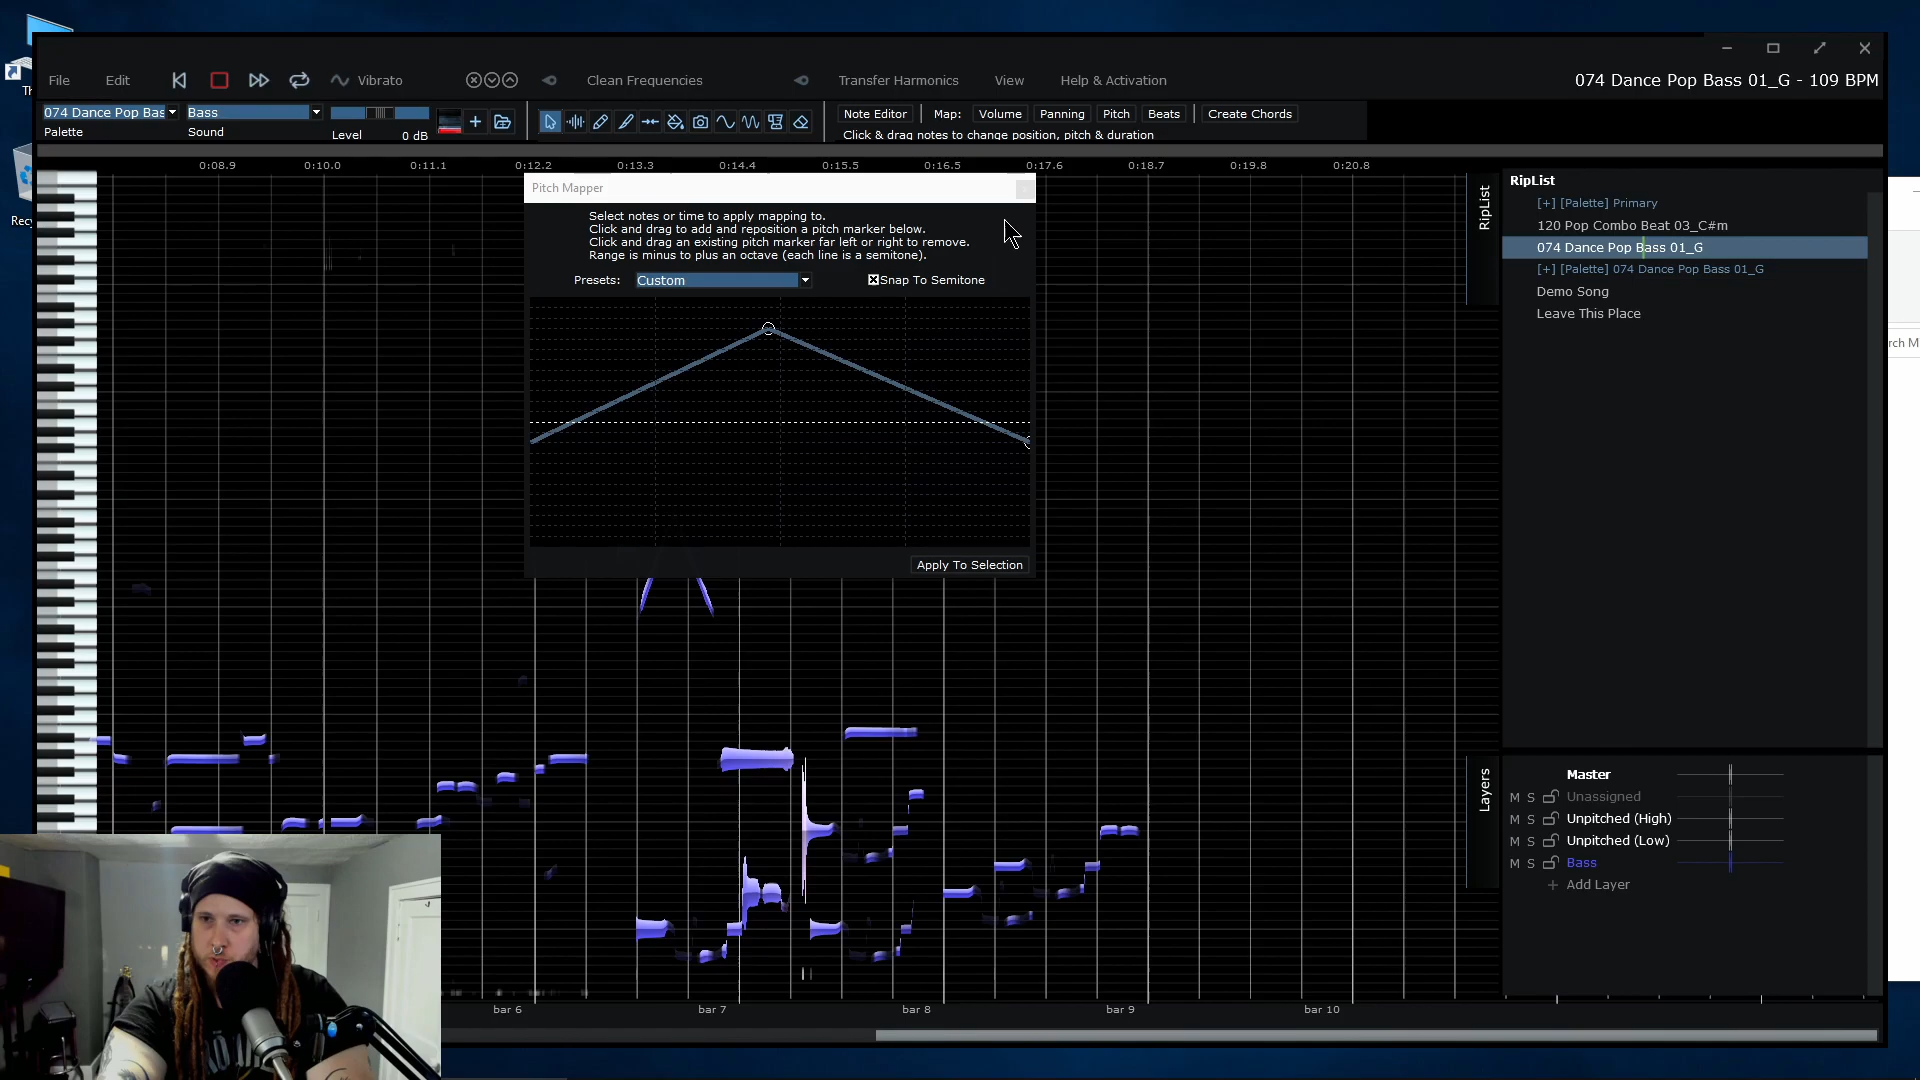 File Edit Vibrato Clean Frequencies Transfer Harmonics View Help & Activation
074 Dance Pop Bass 01_G - 109 BPM
074 Dance Pop Bas Bass
Palette Sound Level 0 dB
Note Editor Map: Volume Panning Pitch Beats Create Chords
Click & drag notes to change position, pitch & duration
0:08.9 0:10.0 0:11.1 0:12.2 0:13.3 0:14.4 0:15.5 0:16.5 0:17.6 0:18.7 0:19.8 0:20.8
Pitch Mapper
Select notes or time to apply mapping to.
Click and drag to add and reposition a pitch marker below.
Click and drag an existing pitch marker far left or right to remove.
Range is minus to plus an octave (each line is a semitone).
Presets: Custom Snap To Semitone
Apply To Selection
RipList
RipList
[+] [Palette] Primary
120 Pop Combo Beat 03_C#m
074 Dance Pop Bass 01_G
[+] [Palette] 074 Dance Pop Bass 01_G
Demo Song
Leave This Place
rch M
Layers
Master
M S Unassigned
M S Unpitched (High)
M S Unpitched (Low)
M S Bass
+ Add Layer
bar 6 bar 7 bar 8 bar 9 bar 10
Th
Recy